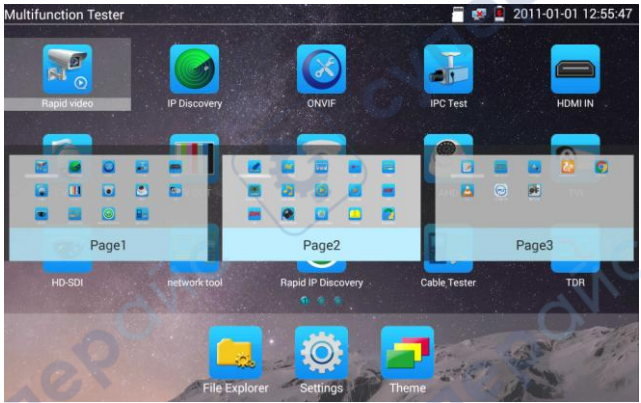 Multifunction Tester 2011-01-01 12:55:47
Rapid video IP Discovery ONVIF IPC Test HDMI IN
Page1 Page2 Page3
HD-SDI network tool Rapid IP Discovery Cable Tester TDR
File Explorer Settings Theme